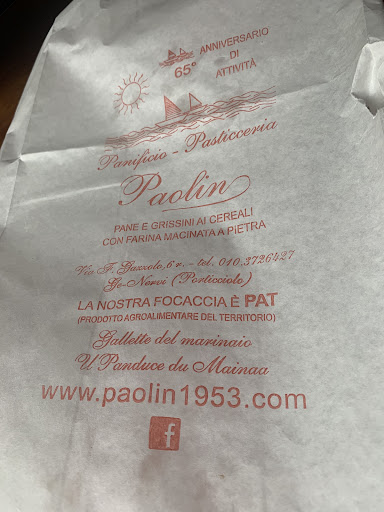 65° ANNIVERSARIO
DI
ATTIVITÀ
Panificio - Pasticceria
Paolin
PANE E GRISSINI AI CEREALI
CON FARINA MACINATA A PIETRA
Via F. Gazzolo, 6 r. - tel. 010.3726427
Ge-Nervi (Porticciolo)
LA NOSTRA FOCACCIA È PAT
(PRODOTTO AGROALIMENTARE DEL TERRITORIO)
Gallette del marinaio
U Panduce du Mainaa
www.paolin1953.com
f